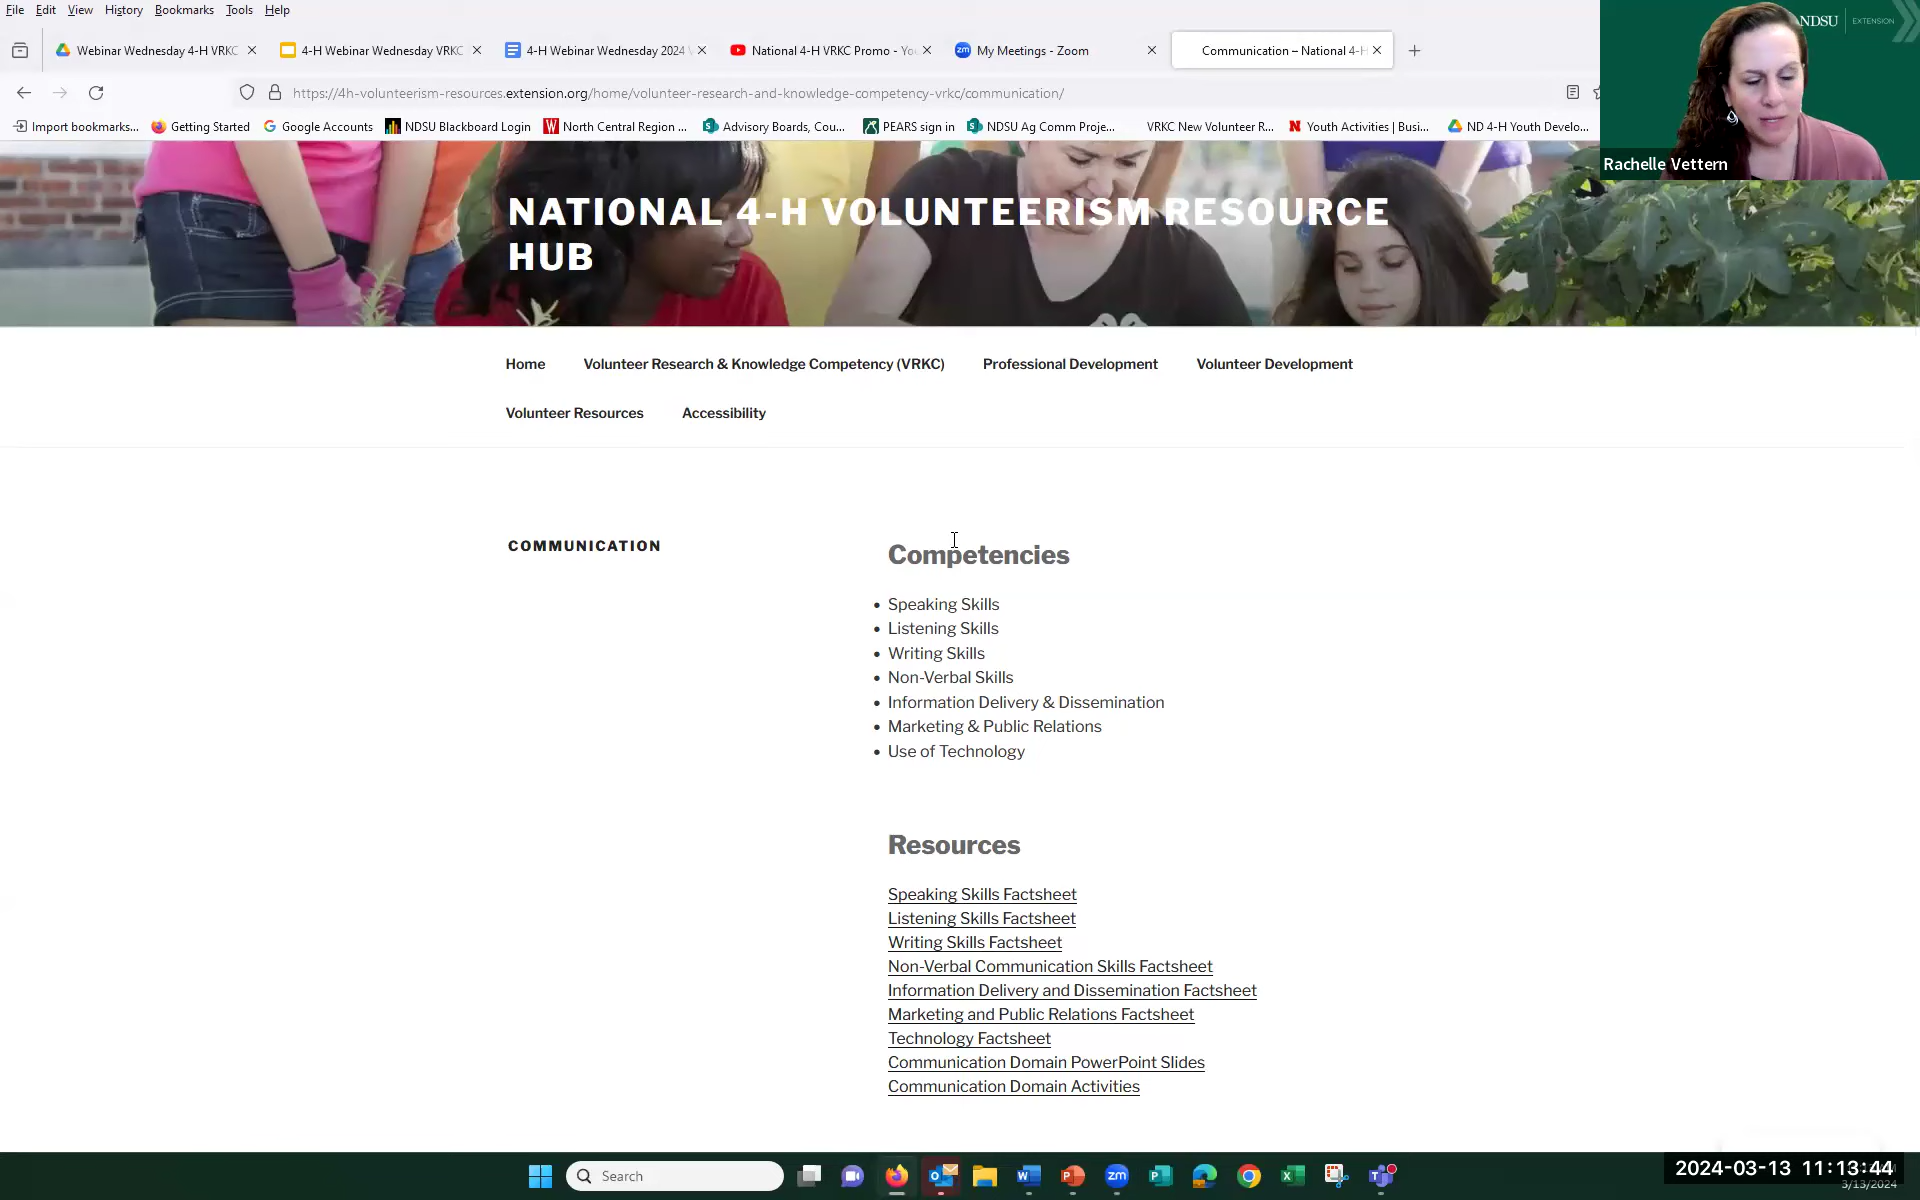 File Edit View History Bookmarks Tools Help
NDSU EXTENSION
Webinar Wednesday 4-H VRKC
4-H Webinar Wednesday VRKC
4-H Webinar Wednesday 2024
National 4-H VRKC Promo - Yo
My Meetings - Zoom
Communication – National 4-H
https://4h-volunteerism-resources.extension.org/home/volunteer-research-and-knowledge-competency-vrkc/communication/
Import bookmarks... Getting Started Google Accounts NDSU Blackboard Login North Central Region ... Advisory Boards, Cou... PEARS sign in NDSU Ag Comm Proje... VRKC New Volunteer R... Youth Activities | Busi... ND 4-H Youth Develo...
Rachelle Vettern
NATIONAL 4-H VOLUNTEERISM RESOURCE
HUB
Home Volunteer Research & Knowledge Competency (VRKC) Professional Development Volunteer Development
Volunteer Resources Accessibility
COMMUNICATION
Competencies
• Speaking Skills
• Listening Skills
• Writing Skills
• Non-Verbal Skills
• Information Delivery & Dissemination
• Marketing & Public Relations
• Use of Technology
Resources
Speaking Skills Factsheet
Listening Skills Factsheet
Writing Skills Factsheet
Non-Verbal Communication Skills Factsheet
Information Delivery and Dissemination Factsheet
Marketing and Public Relations Factsheet
Technology Factsheet
Communication Domain PowerPoint Slides
Communication Domain Activities
Search
zm
2024-03-13 11:13:44
3/13/2024